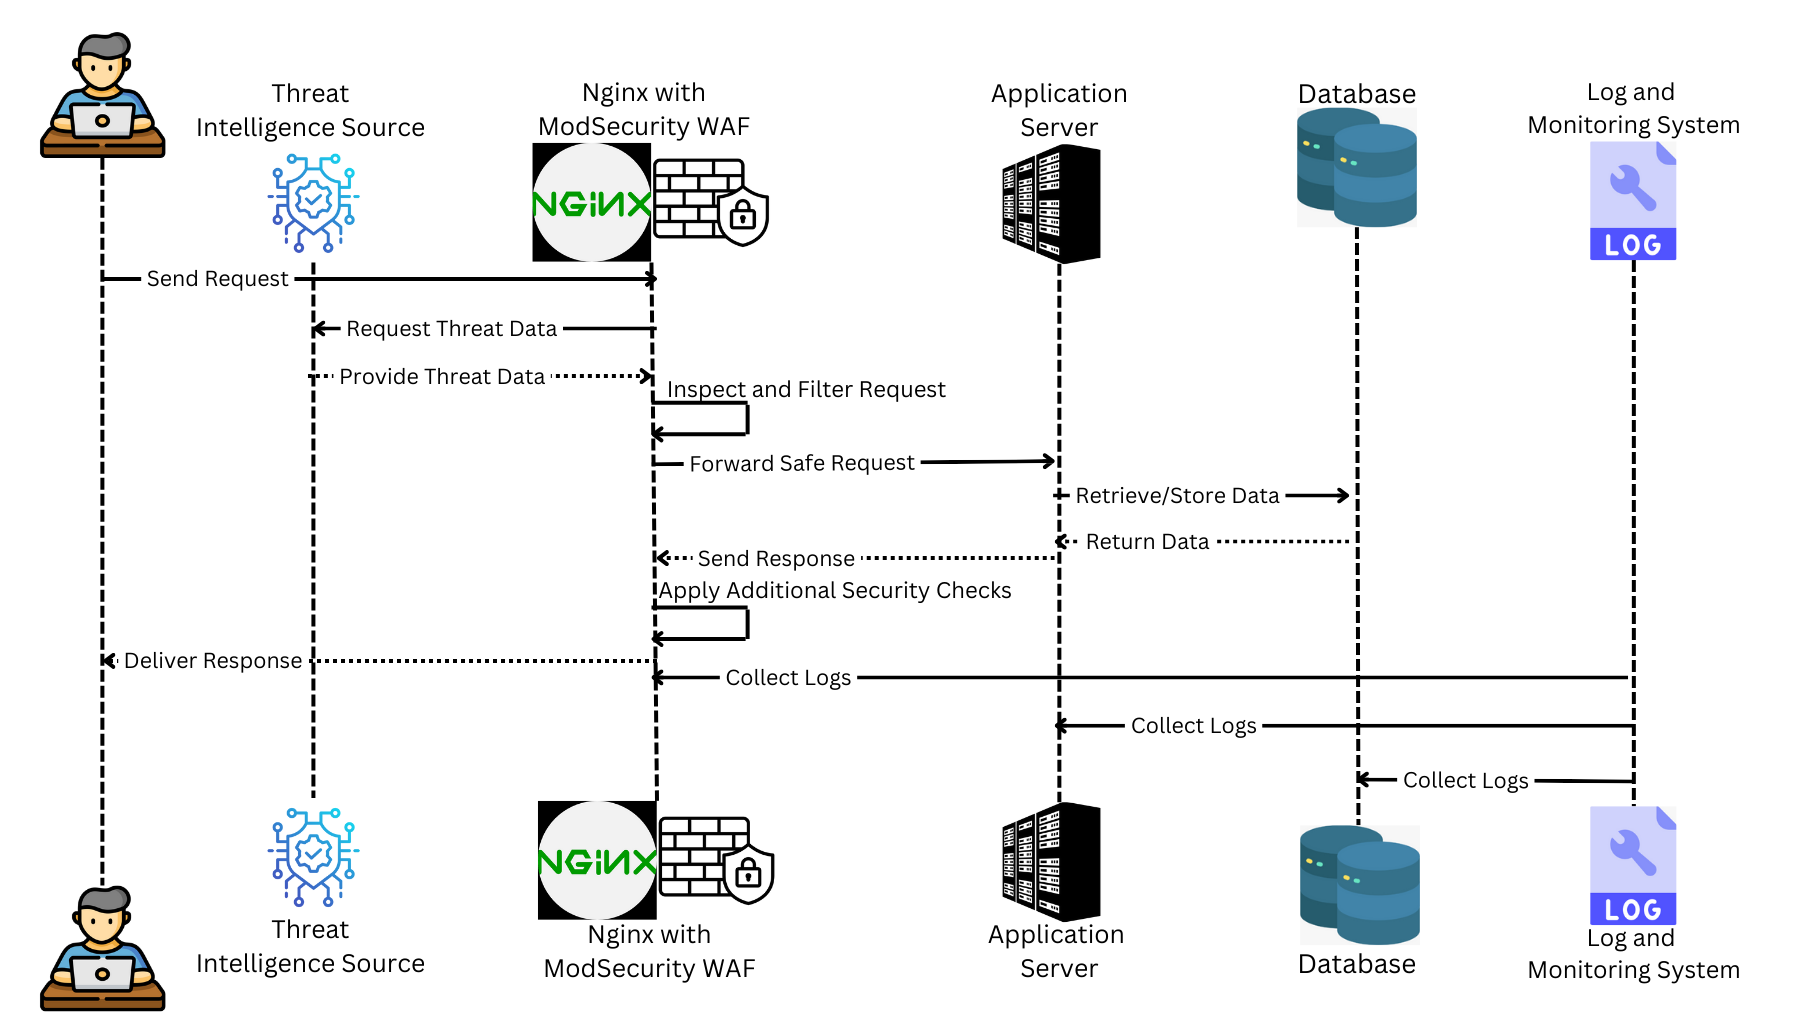 Threat
Intelligence Source
Nginx with
ModSecurity WAF
Application
Server
Database
Log and
Monitoring System
NGiNX
LOG
Send Request
Request Threat Data
Provide Threat Data
Inspect and Filter Request
Forward Safe Request
Retrieve/Store Data
Return Data
Send Response
Apply Additional Security Checks
Deliver Response
Collect Logs
Collect Logs
Collect Logs
NGiNX
LOG
Threat
Intelligence Source
Nginx with
ModSecurity WAF
Application
Server
Database
Log and
Monitoring System